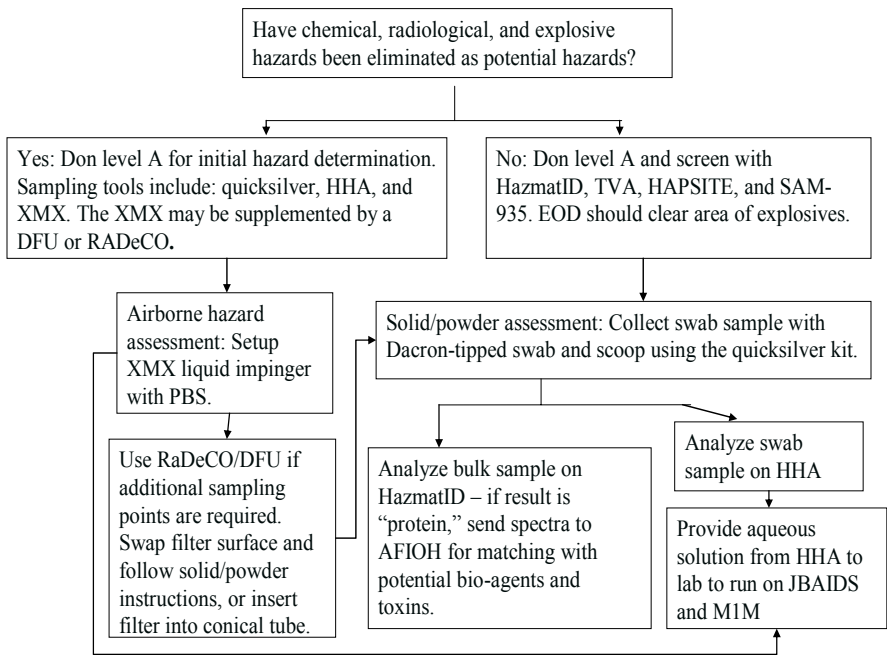 Have chemical, radiological, and explosive
hazards been eliminated as potential hazards?
Yes: Don level A for initial hazard determination.
Sampling tools include: quicksilver, HHA, and
XMX. The XMX may be supplemented by a
DFU or RADeCO.
No: Don level A and screen with
HazmatID, TVA, HAPSITE, and SAM-
935. EOD should clear area of explosives.
Airborne hazard
assessment: Setup
XMX liquid impinger
with PBS.
Solid/powder assessment: Collect swab sample with
Dacron-tipped swab and scoop using the quicksilver kit.
Use RaDeCO/DFU if
additional sampling
points are required.
Swap filter surface and
follow solid/powder
instructions, or insert
filter into conical tube.
Analyze bulk sample on
HazmatID – if result is
“protein,” send spectra to
AFIOH for matching with
potential bio-agents and
toxins.
Analyze swab
sample on HHA
Provide aqueous
solution from HHA to
lab to run on JBAIDS
and M1M